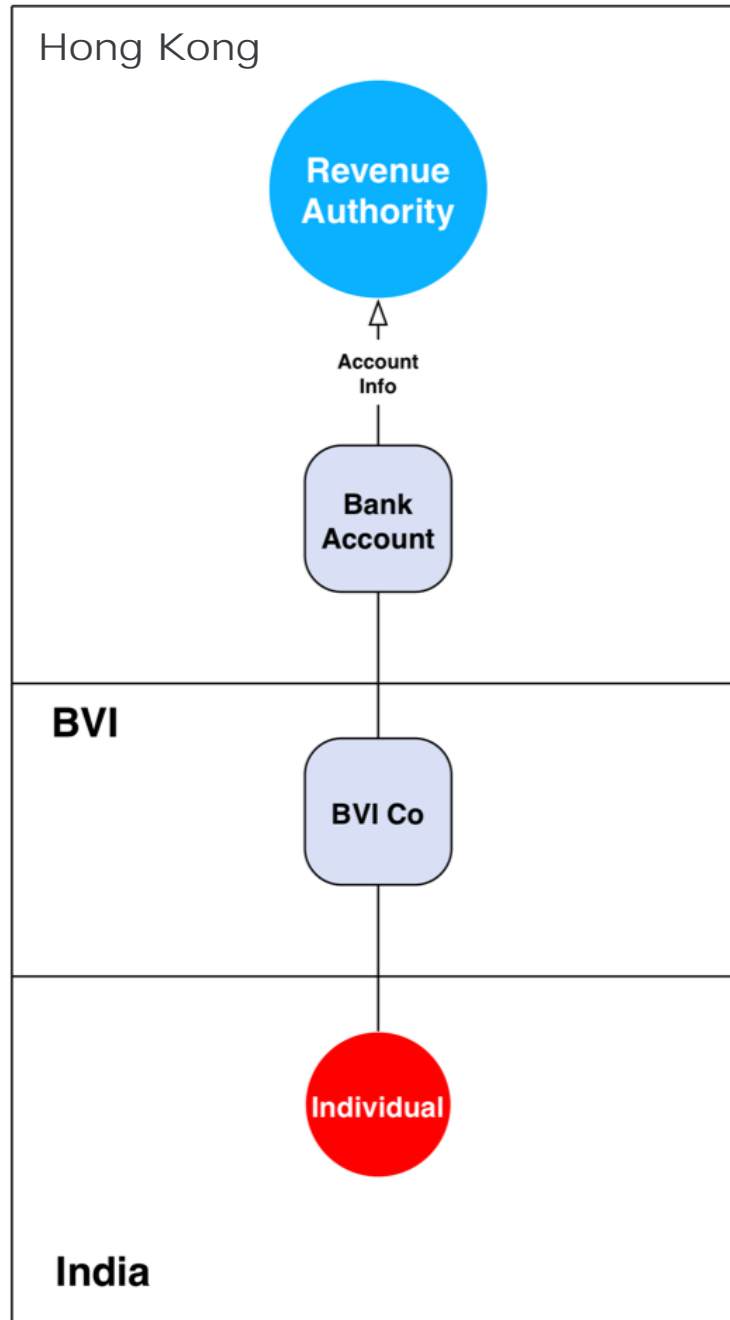 Hong Kong
Revenue
Authority
Account
Info
Bank
Account
BVI
BVI Co
Individual
India